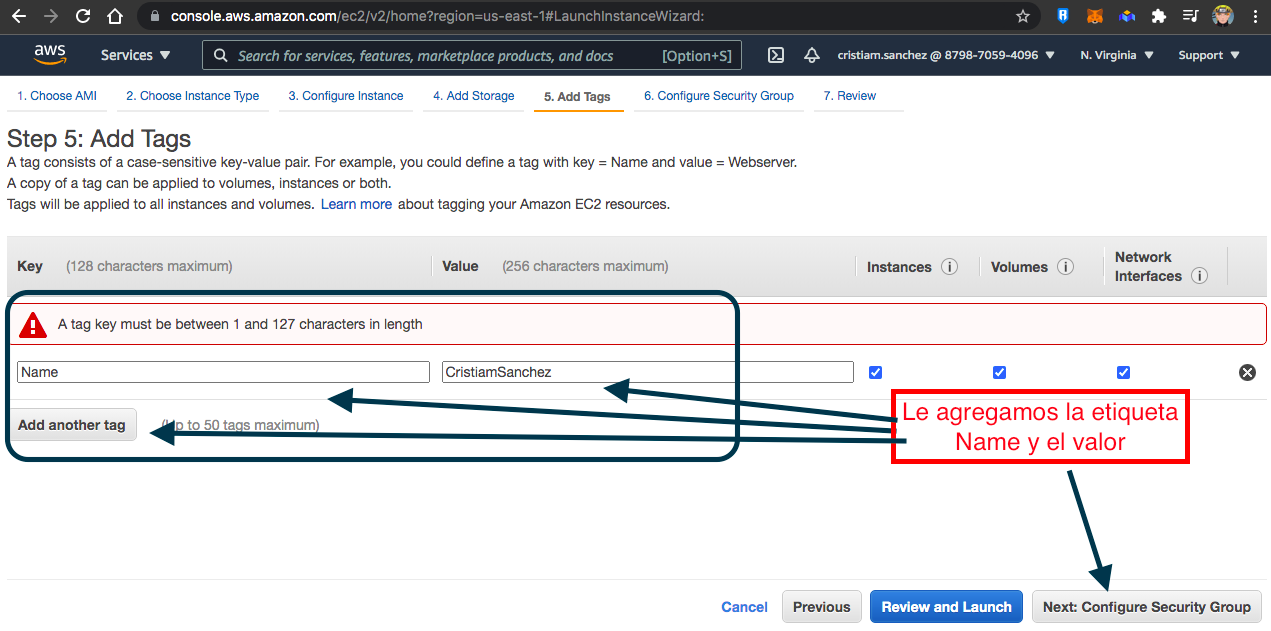 console.aws.amazon.com/ec2/v2/home?region=us-east-1#LaunchInstanceWizard:
aws
Services
Search for services, features, marketplace products, and docs
[Option+S]
cristiam.sanchez @ 8798-7059-4096
N. Virginia
Support
1. Choose AMI
2. Choose Instance Type
3. Configure Instance
4. Add Storage
5. Add Tags
6. Configure Security Group
7. Review
Step 5: Add Tags
A tag consists of a case-sensitive key-value pair. For example, you could define a tag with key = Name and value = Webserver.
A copy of a tag can be applied to volumes, instances or both.
Tags will be applied to all instances and volumes. Learn more about tagging your Amazon EC2 resources.
Key (128 characters maximum)
Value (256 characters maximum)
Instances
Volumes
Network
Interfaces
A tag key must be between 1 and 127 characters in length
Name
CristiamSanchez
Add another tag
(Up to 50 tags maximum)
Le agregamos la etiqueta
Name y el valor
Cancel
Previous
Review and Launch
Next: Configure Security Group